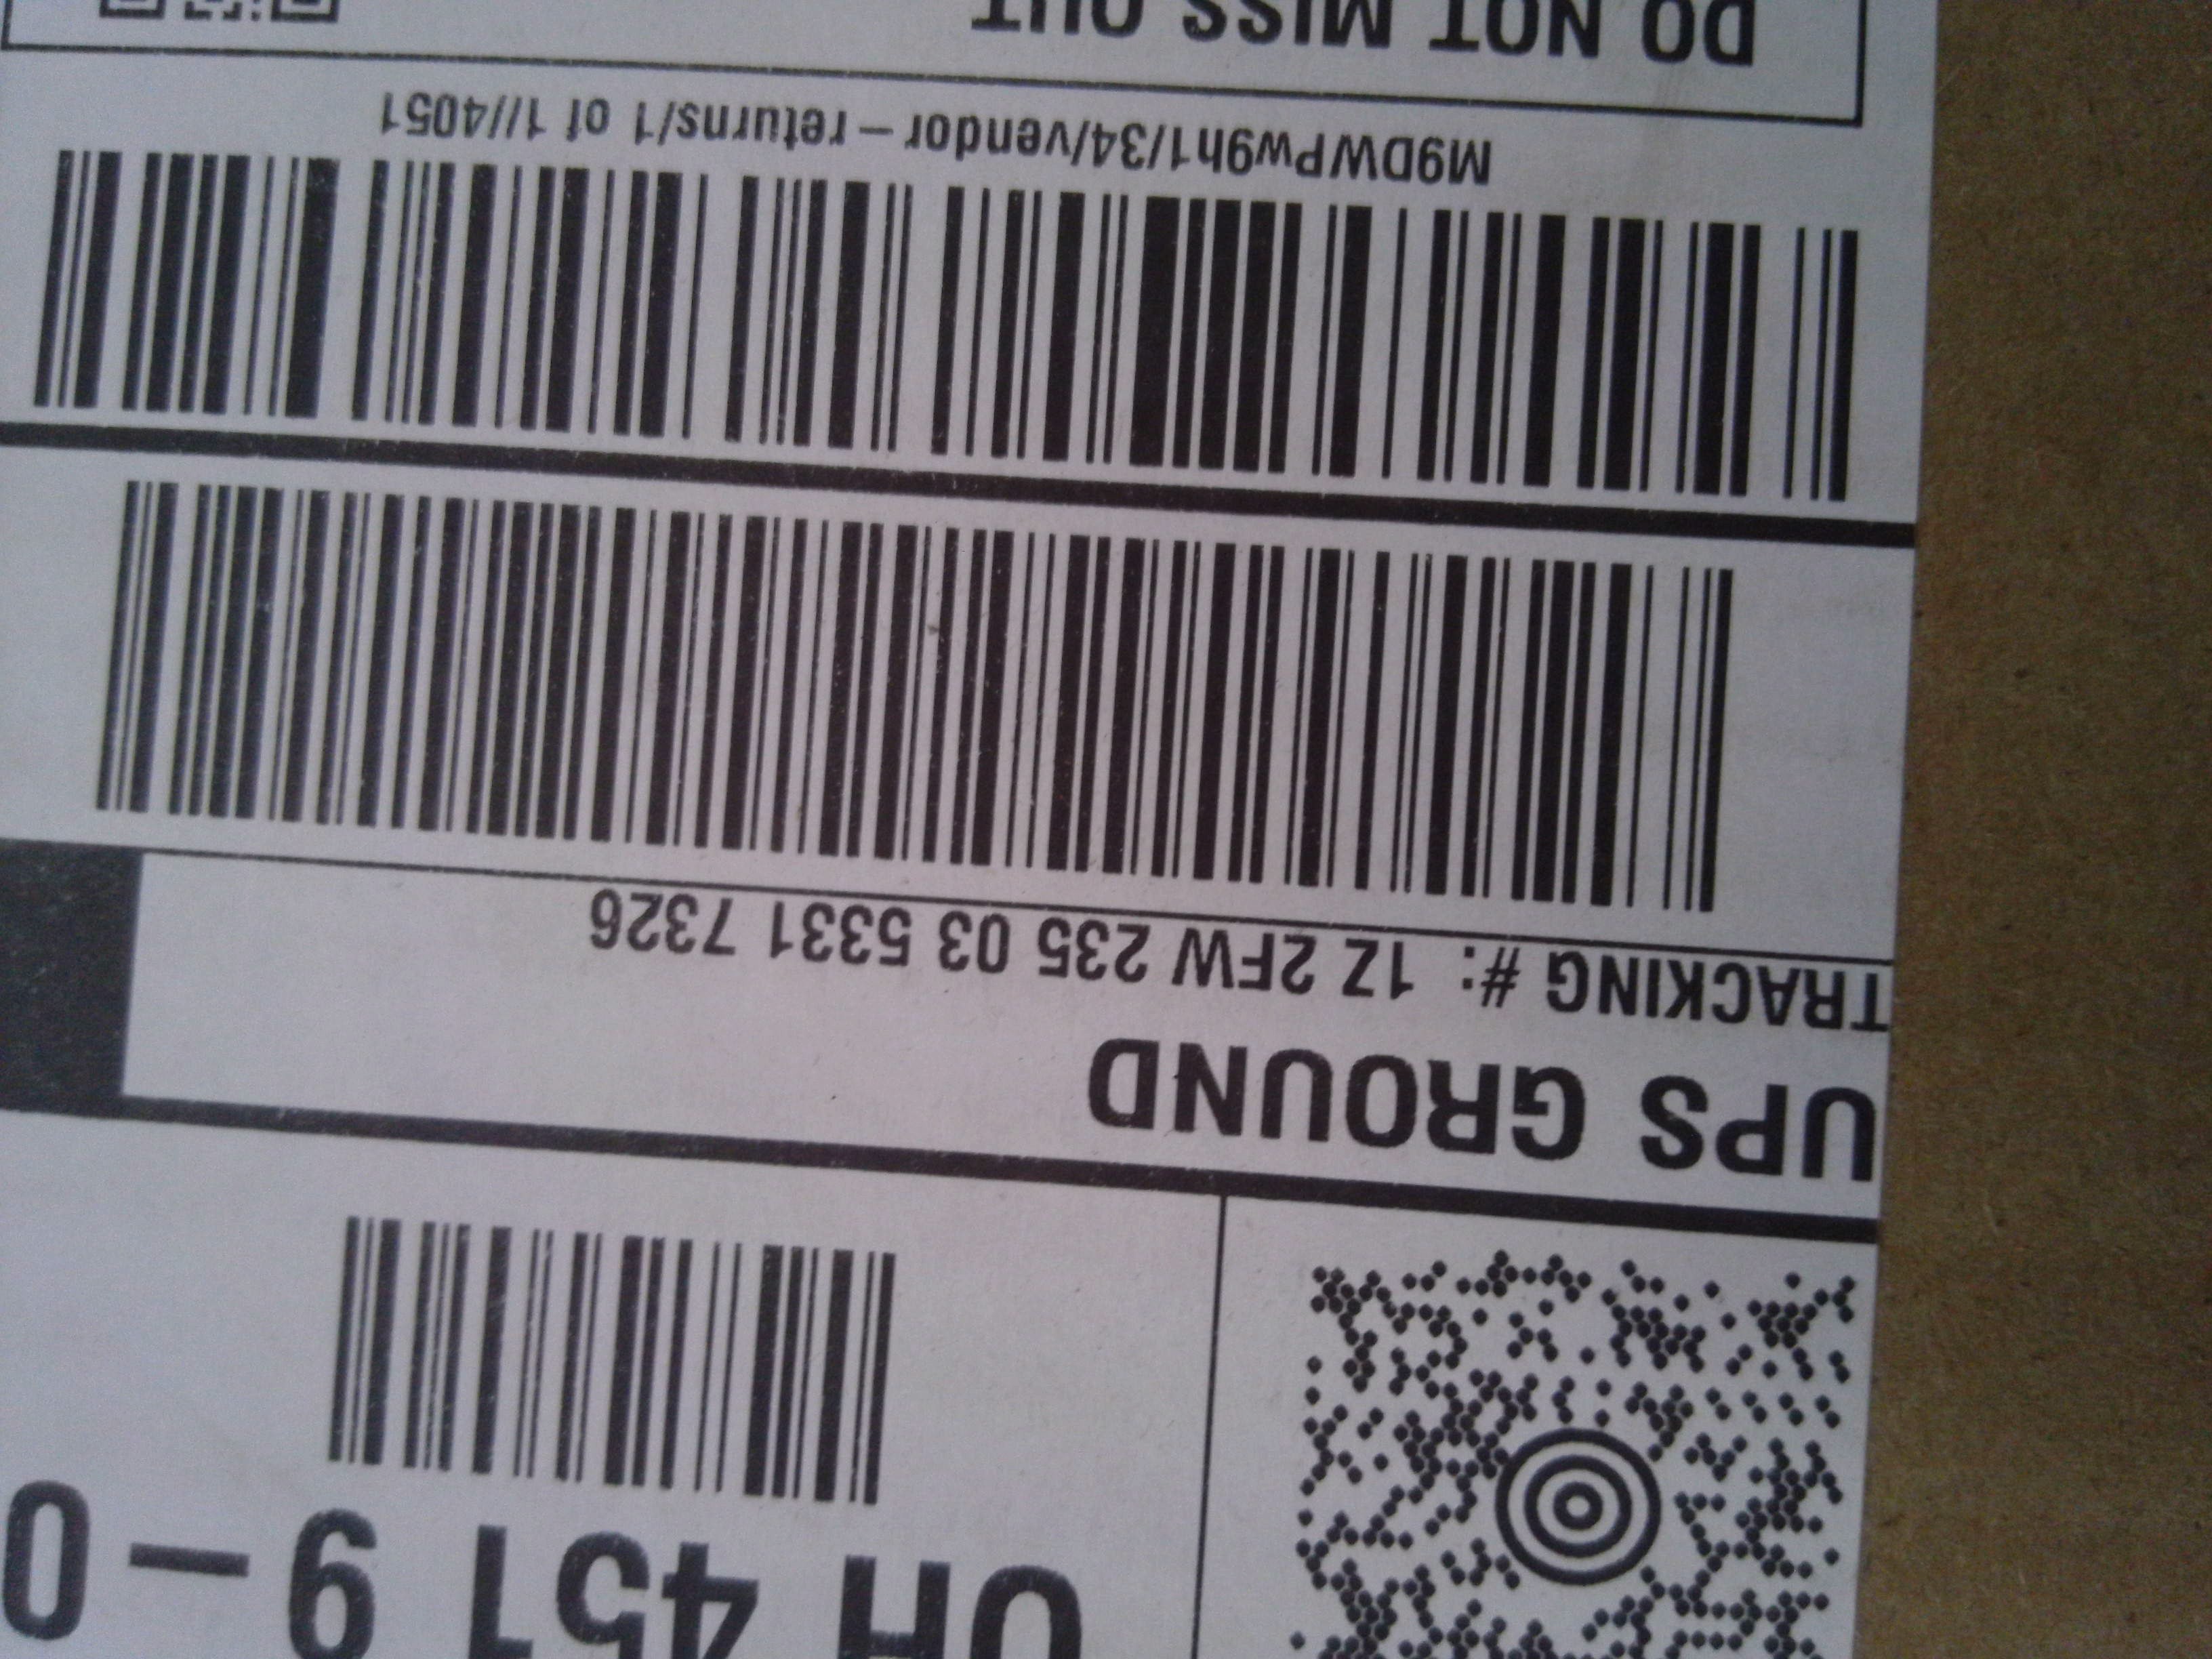 OH 451 9–0
UPS GROUND
TRACKING #: 1Z 2FW 235 03 5331 7326
M9DWPw9h1/34/vendor–returns/1 of 1//4051
DO NOT MISS OUT